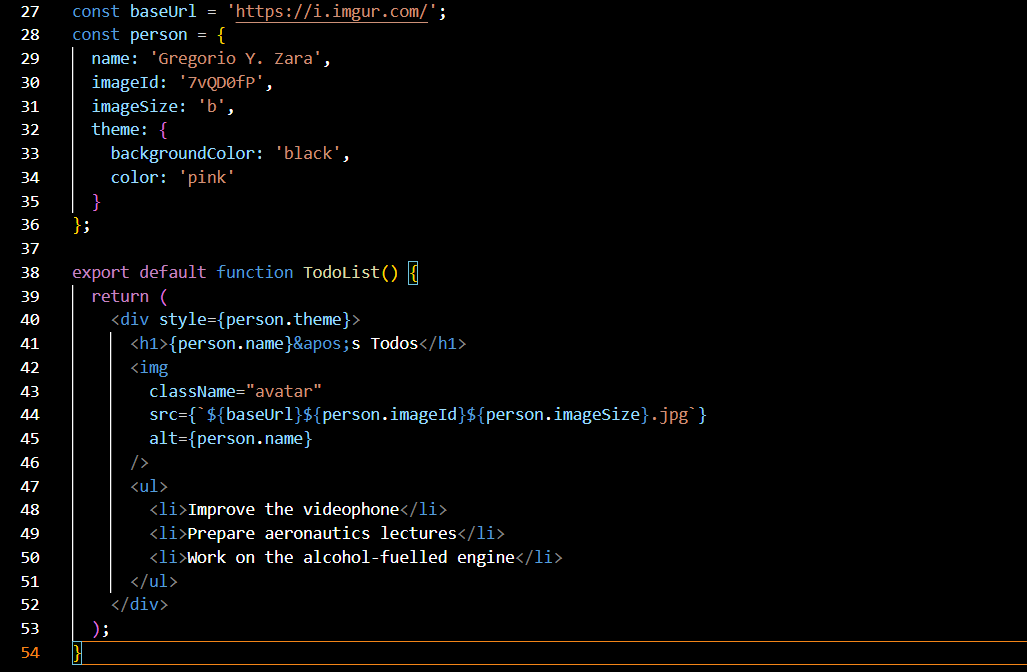 27 const baseUrl = 'https://i.imgur.com/';
28 const person = {
29   name: 'Gregorio Y. Zara',
30   imageId: '7vQD0fP',
31   imageSize: 'b',
32   theme: {
33     backgroundColor: 'black',
34     color: 'pink'
35   }
36 };
37
38 export default function TodoList() {
39   return (
40     <div style={person.theme}>
41       <h1>{person.name}&apos;s Todos</h1>
42       <img
43         className="avatar"
44         src={`${baseUrl}${person.imageId}${person.imageSize}.jpg`}
45         alt={person.name}
46       />
47       <ul>
48         <li>Improve the videophone</li>
49         <li>Prepare aeronautics lectures</li>
50         <li>Work on the alcohol-fuelled engine</li>
51       </ul>
52     </div>
53   );
54 }